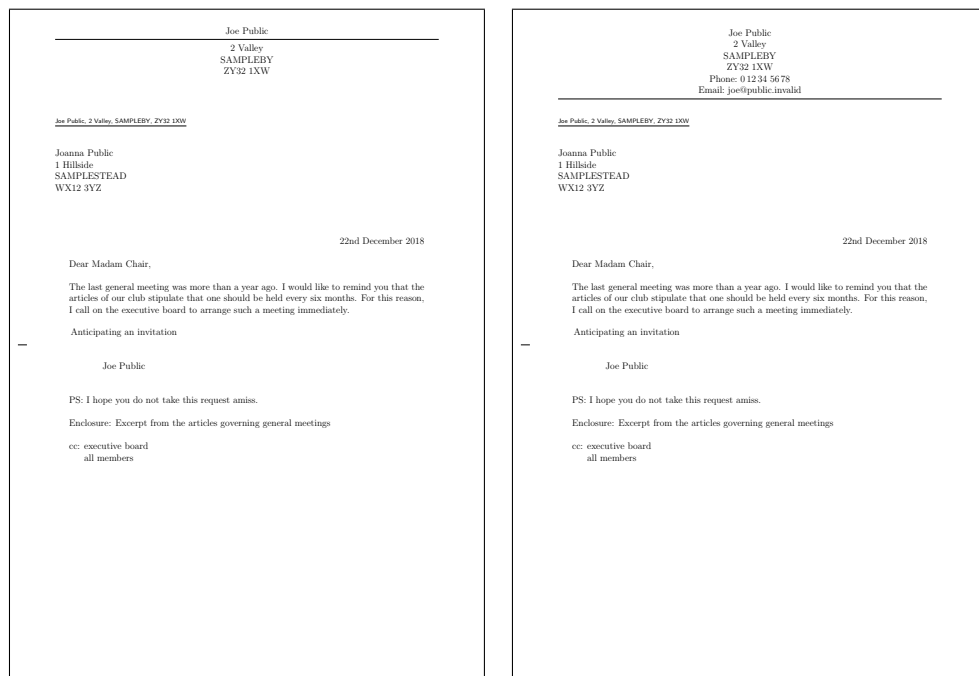 Joe Public
2 Valley
SAMPLEBY
ZY32 1XW
Joe Public, 2 Valley, SAMPLEBY, ZY32 1XW
Joanna Public
1 Hillside
SAMPLESTEAD
WX12 3YZ
22nd December 2018
Dear Madam Chair,
The last general meeting was more than a year ago. I would like to remind you that the
articles of our club stipulate that one should be held every six months. For this reason,
I call on the executive board to arrange such a meeting immediately.
Anticipating an invitation
Joe Public
PS: I hope you do not take this request amiss.
Enclosure: Excerpt from the articles governing general meetings
cc: executive board
all members
Joe Public
2 Valley
SAMPLEBY
ZY32 1XW
Phone: 0 12 34 56 78
Email: joe@public.invalid
Joe Public, 2 Valley, SAMPLEBY, ZY32 1XW
Joanna Public
1 Hillside
SAMPLESTEAD
WX12 3YZ
22nd December 2018
Dear Madam Chair,
The last general meeting was more than a year ago. I would like to remind you that the
articles of our club stipulate that one should be held every six months. For this reason,
I call on the executive board to arrange such a meeting immediately.
Anticipating an invitation
Joe Public
PS: I hope you do not take this request amiss.
Enclosure: Excerpt from the articles governing general meetings
cc: executive board
all members